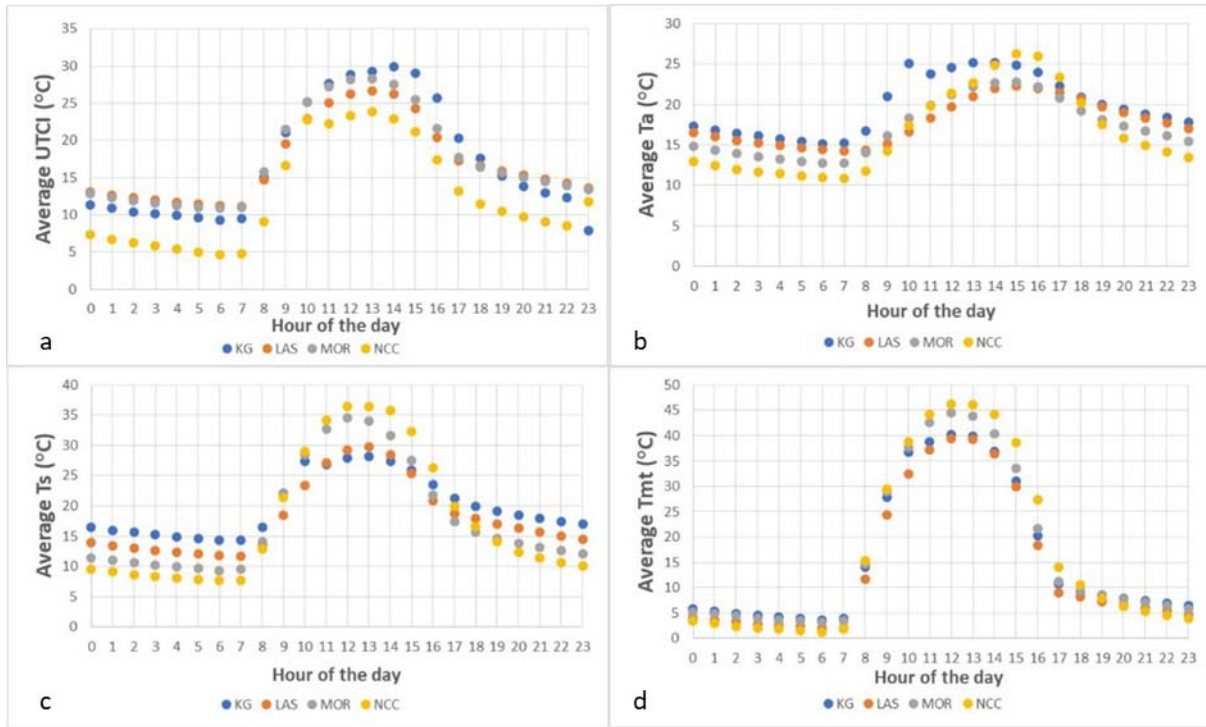 35
30
25
20
15
10
5
0
Average UTCI (°C)
0 1 2 3 4 5 6 7 8 9 10 11 12 13 14 15 16 17 18 19 20 21 22 23
Hour of the day
a
KG LAS MOR NCC
30
25
20
15
10
5
0
Average Ta (°C)
0 1 2 3 4 5 6 7 8 9 10 11 12 13 14 15 16 17 18 19 20 21 22 23
Hour of the day
b
KG LAS MOR NCC
40
35
30
25
20
15
10
5
0
Average Ts (°C)
0 1 2 3 4 5 6 7 8 9 10 11 12 13 14 15 16 17 18 19 20 21 22 23
Hour of the day
c
KG LAS MOR NCC
50
45
40
35
30
25
20
15
10
5
0
Average Tmt (°C)
0 1 2 3 4 5 6 7 8 9 10 11 12 13 14 15 16 17 18 19 20 21 22 23
Hour of the day
d
KG LAS MOR NCC